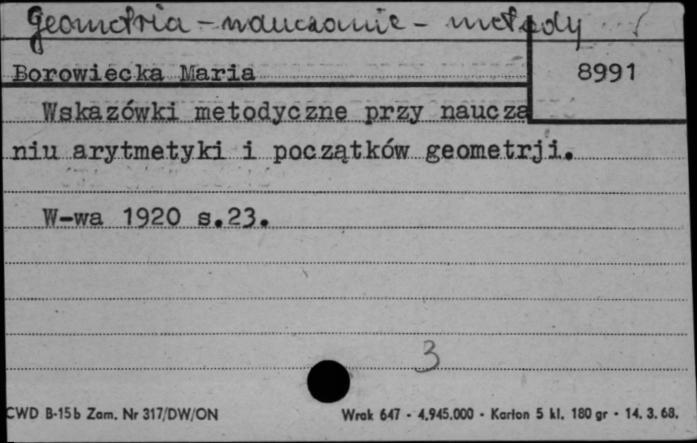 Geometria - nauczanie - metody
Borowiecka Maria
8991
Wskazówki metodyczne przy naucza
niu arytmetyki i początków geometrji.
W-wa 1920 s.23.
3
CWD B-15b Zam. Nr 317/DW/ON
Wrak 647 - 4.945.000 - Karton 5 kl. 180 gr - 14. 3. 68.